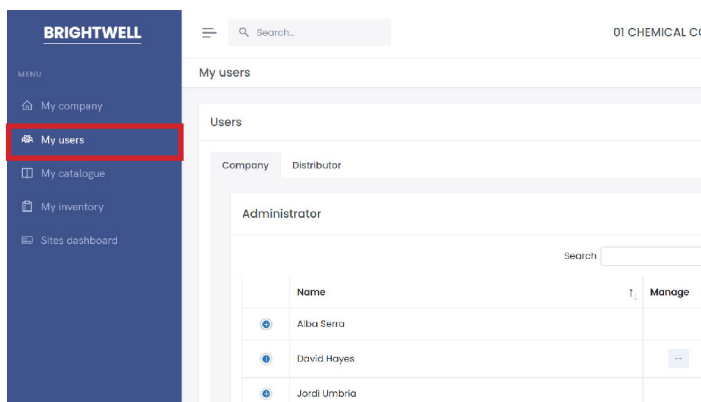 BRIGHTWELL
Search...
01 CHEMICAL CO
MENU
My users
My company
My users
My catalogue
My inventory
Sites dashboard
Users
Company Distributor
Administrator
Search
Name Manage
Alba Serra
David Hayes
...
Jordi Umbria